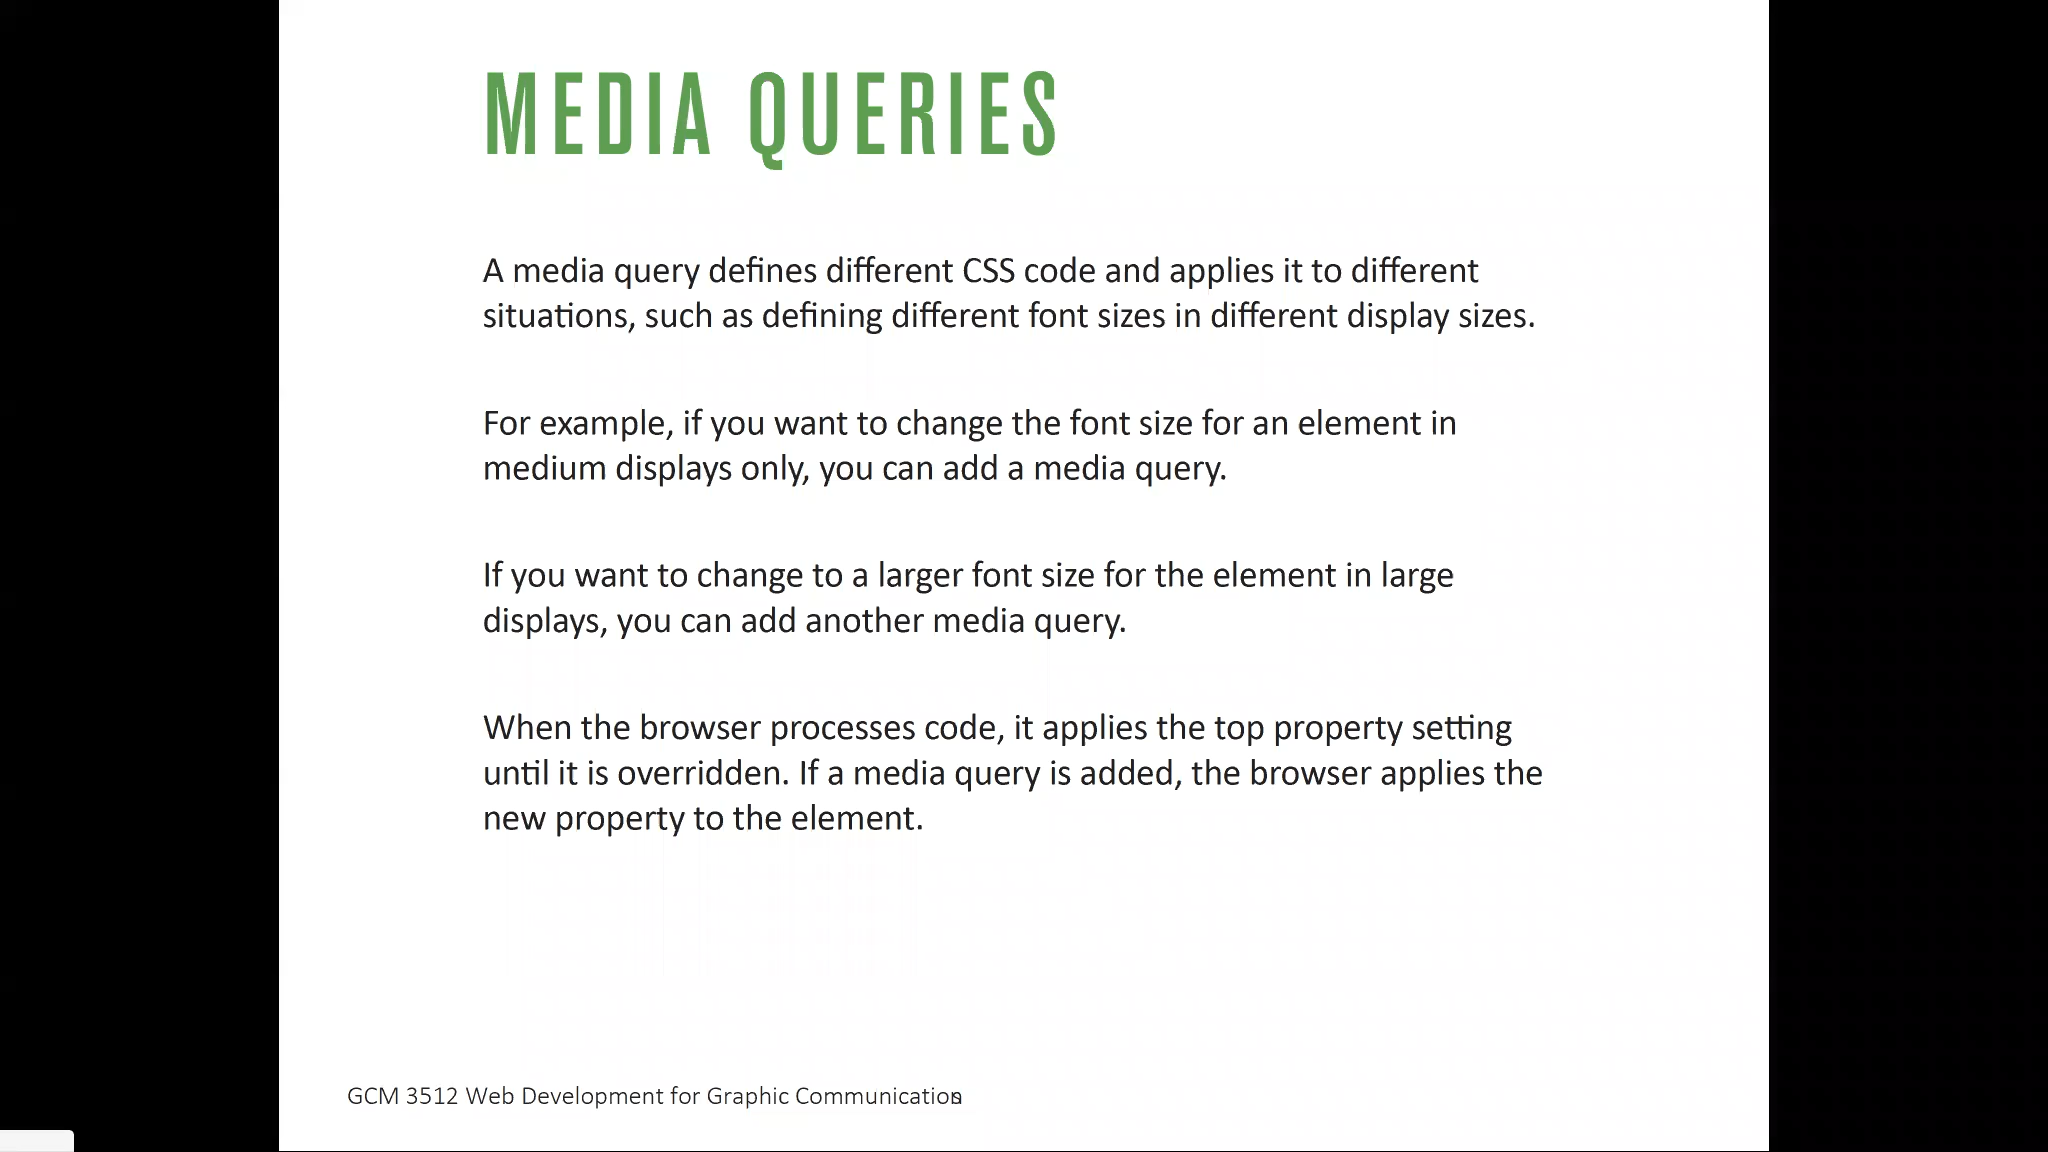 MEDIA QUERIES
A media query defines different CSS code and applies it to different
situations, such as defining different font sizes in different display sizes.
For example, if you want to change the font size for an element in
medium displays only, you can add a media query.
If you want to change to a larger font size for the element in large
displays, you can add another media query.
When the browser processes code, it applies the top property setting
until it is overridden. If a media query is added, the browser applies the
new property to the element.
GCM 3512 Web Development for Graphic Communication